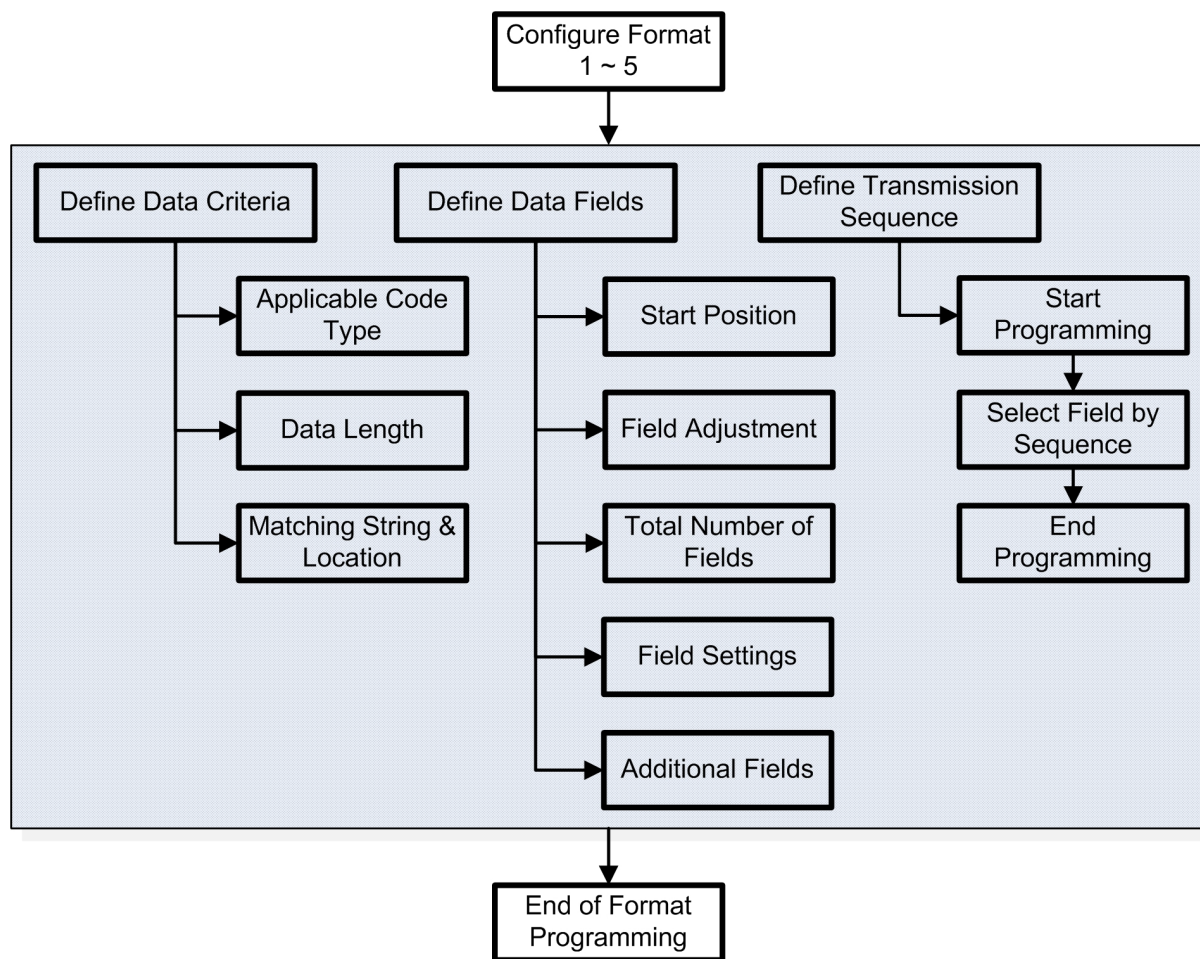 Configure Format
1 ~ 5
Define Data Criteria
Applicable Code
Type
Data Length
Matching String &
Location
Define Data Fields
Start Position
Field Adjustment
Total Number of
Fields
Field Settings
Additional Fields
Define Transmission
Sequence
Start
Programming
Select Field by
Sequence
End
Programming
End of Format
Programming